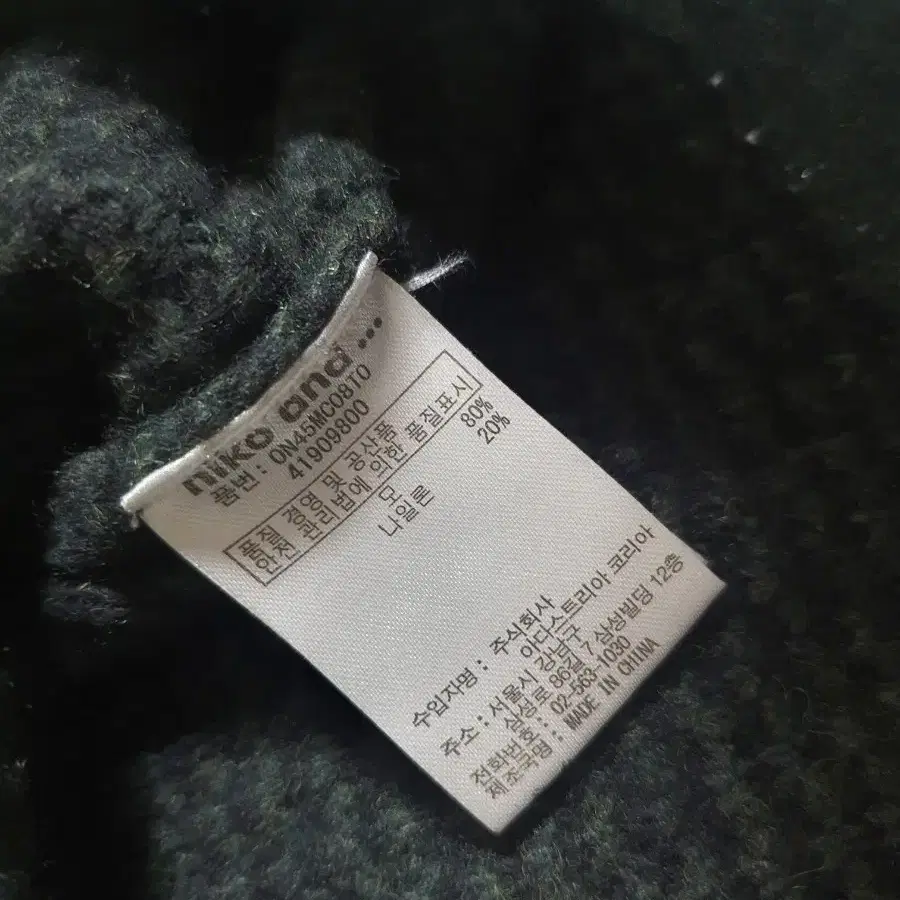 niko and ...
품번 : 0N45MC08T0
41909800
품질 경영 및 공산품
안전 관리법에 의한 품질표시
모 80%
나일론 20%
수입자명 : 주식회사
아다스트리아 코리아
주소 : 서울시 강남구
삼성로 86길 7 삼성빌딩 12층
전화번호 : 02-563-1030
제조국명 : MADE IN CHINA